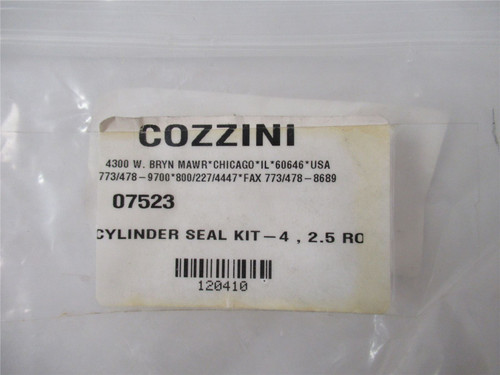 COZZINI
4300 W. BRYN MAWR*CHICAGO*IL*60646*USA
773/478-9700*800/227/4447*FAX 773/478-8689
07523
CYLINDER SEAL KIT-4 , 2.5 RO
120410